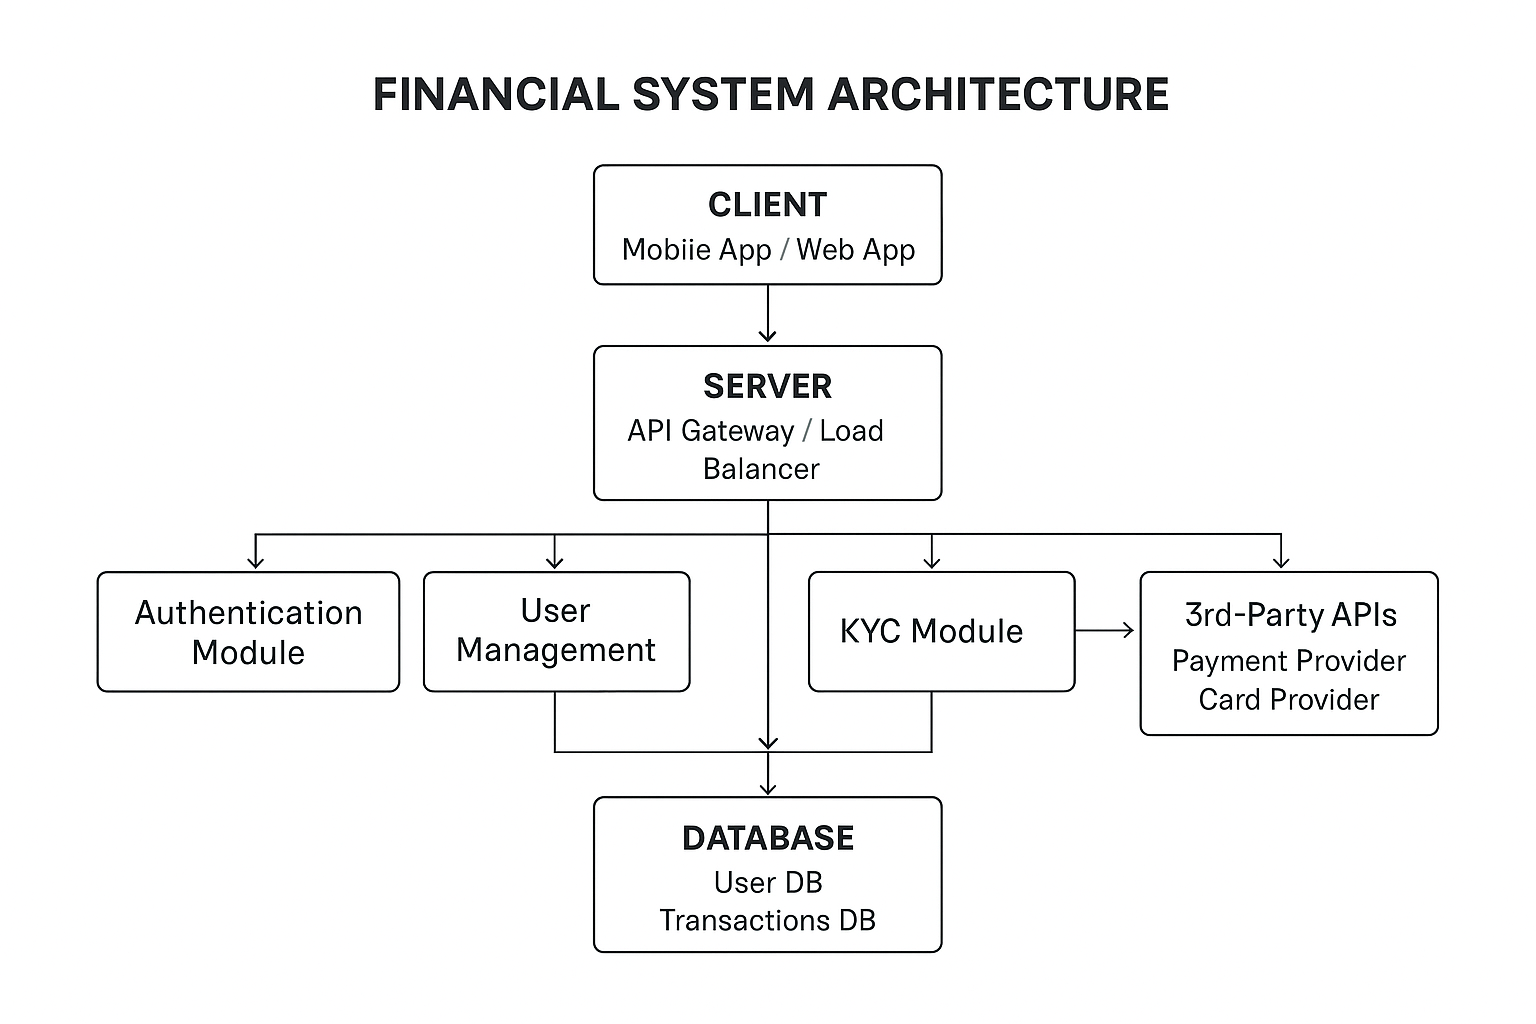 FINANCIAL SYSTEM ARCHITECTURE
CLIENT
Mobiie App / Web App
SERVER
API Gateway / Load
Balancer
Authentication
Module
User
Management
KYC Module
3rd-Party APIs
Payment Provider
Card Provider
DATABASE
User DB
Transactions DB